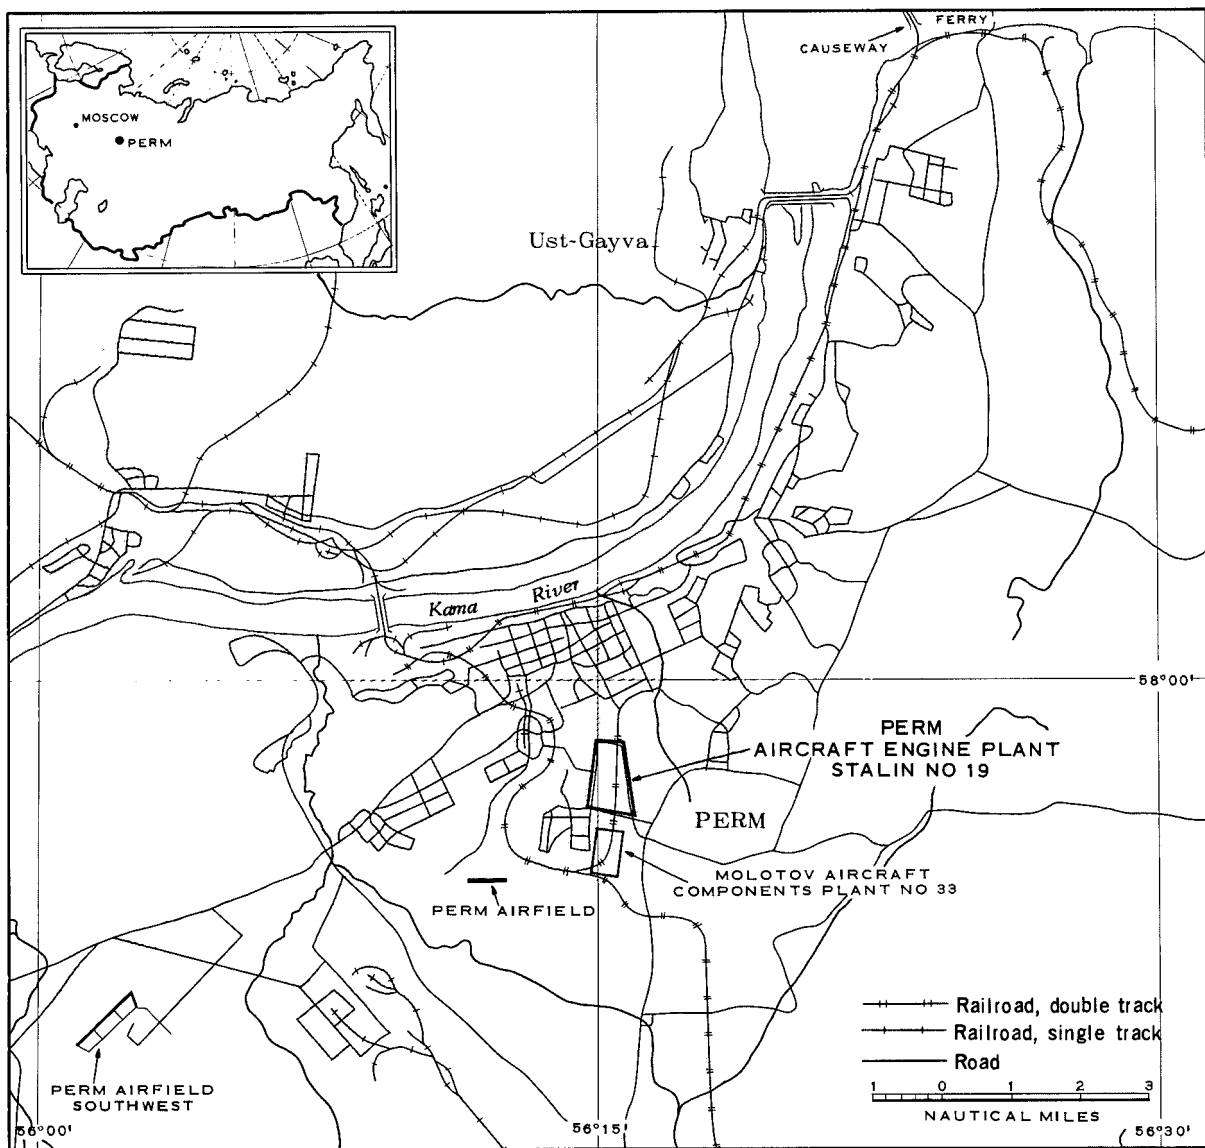 FERRY
CAUSEWAY
MOSCOW
PERM
Ust-Gayva
Kama River
58°00'
PERM
AIRCRAFT ENGINE PLANT
STALIN NO 19
PERM
MOLOTOV AIRCRAFT
COMPONENTS PLANT NO 33
PERM AIRFIELD
Railroad, double track
Railroad, single track
Road
PERM AIRFIELD
SOUTHWEST
1 0 1 2 3
NAUTICAL MILES
56°00' 56°15' 56°30'